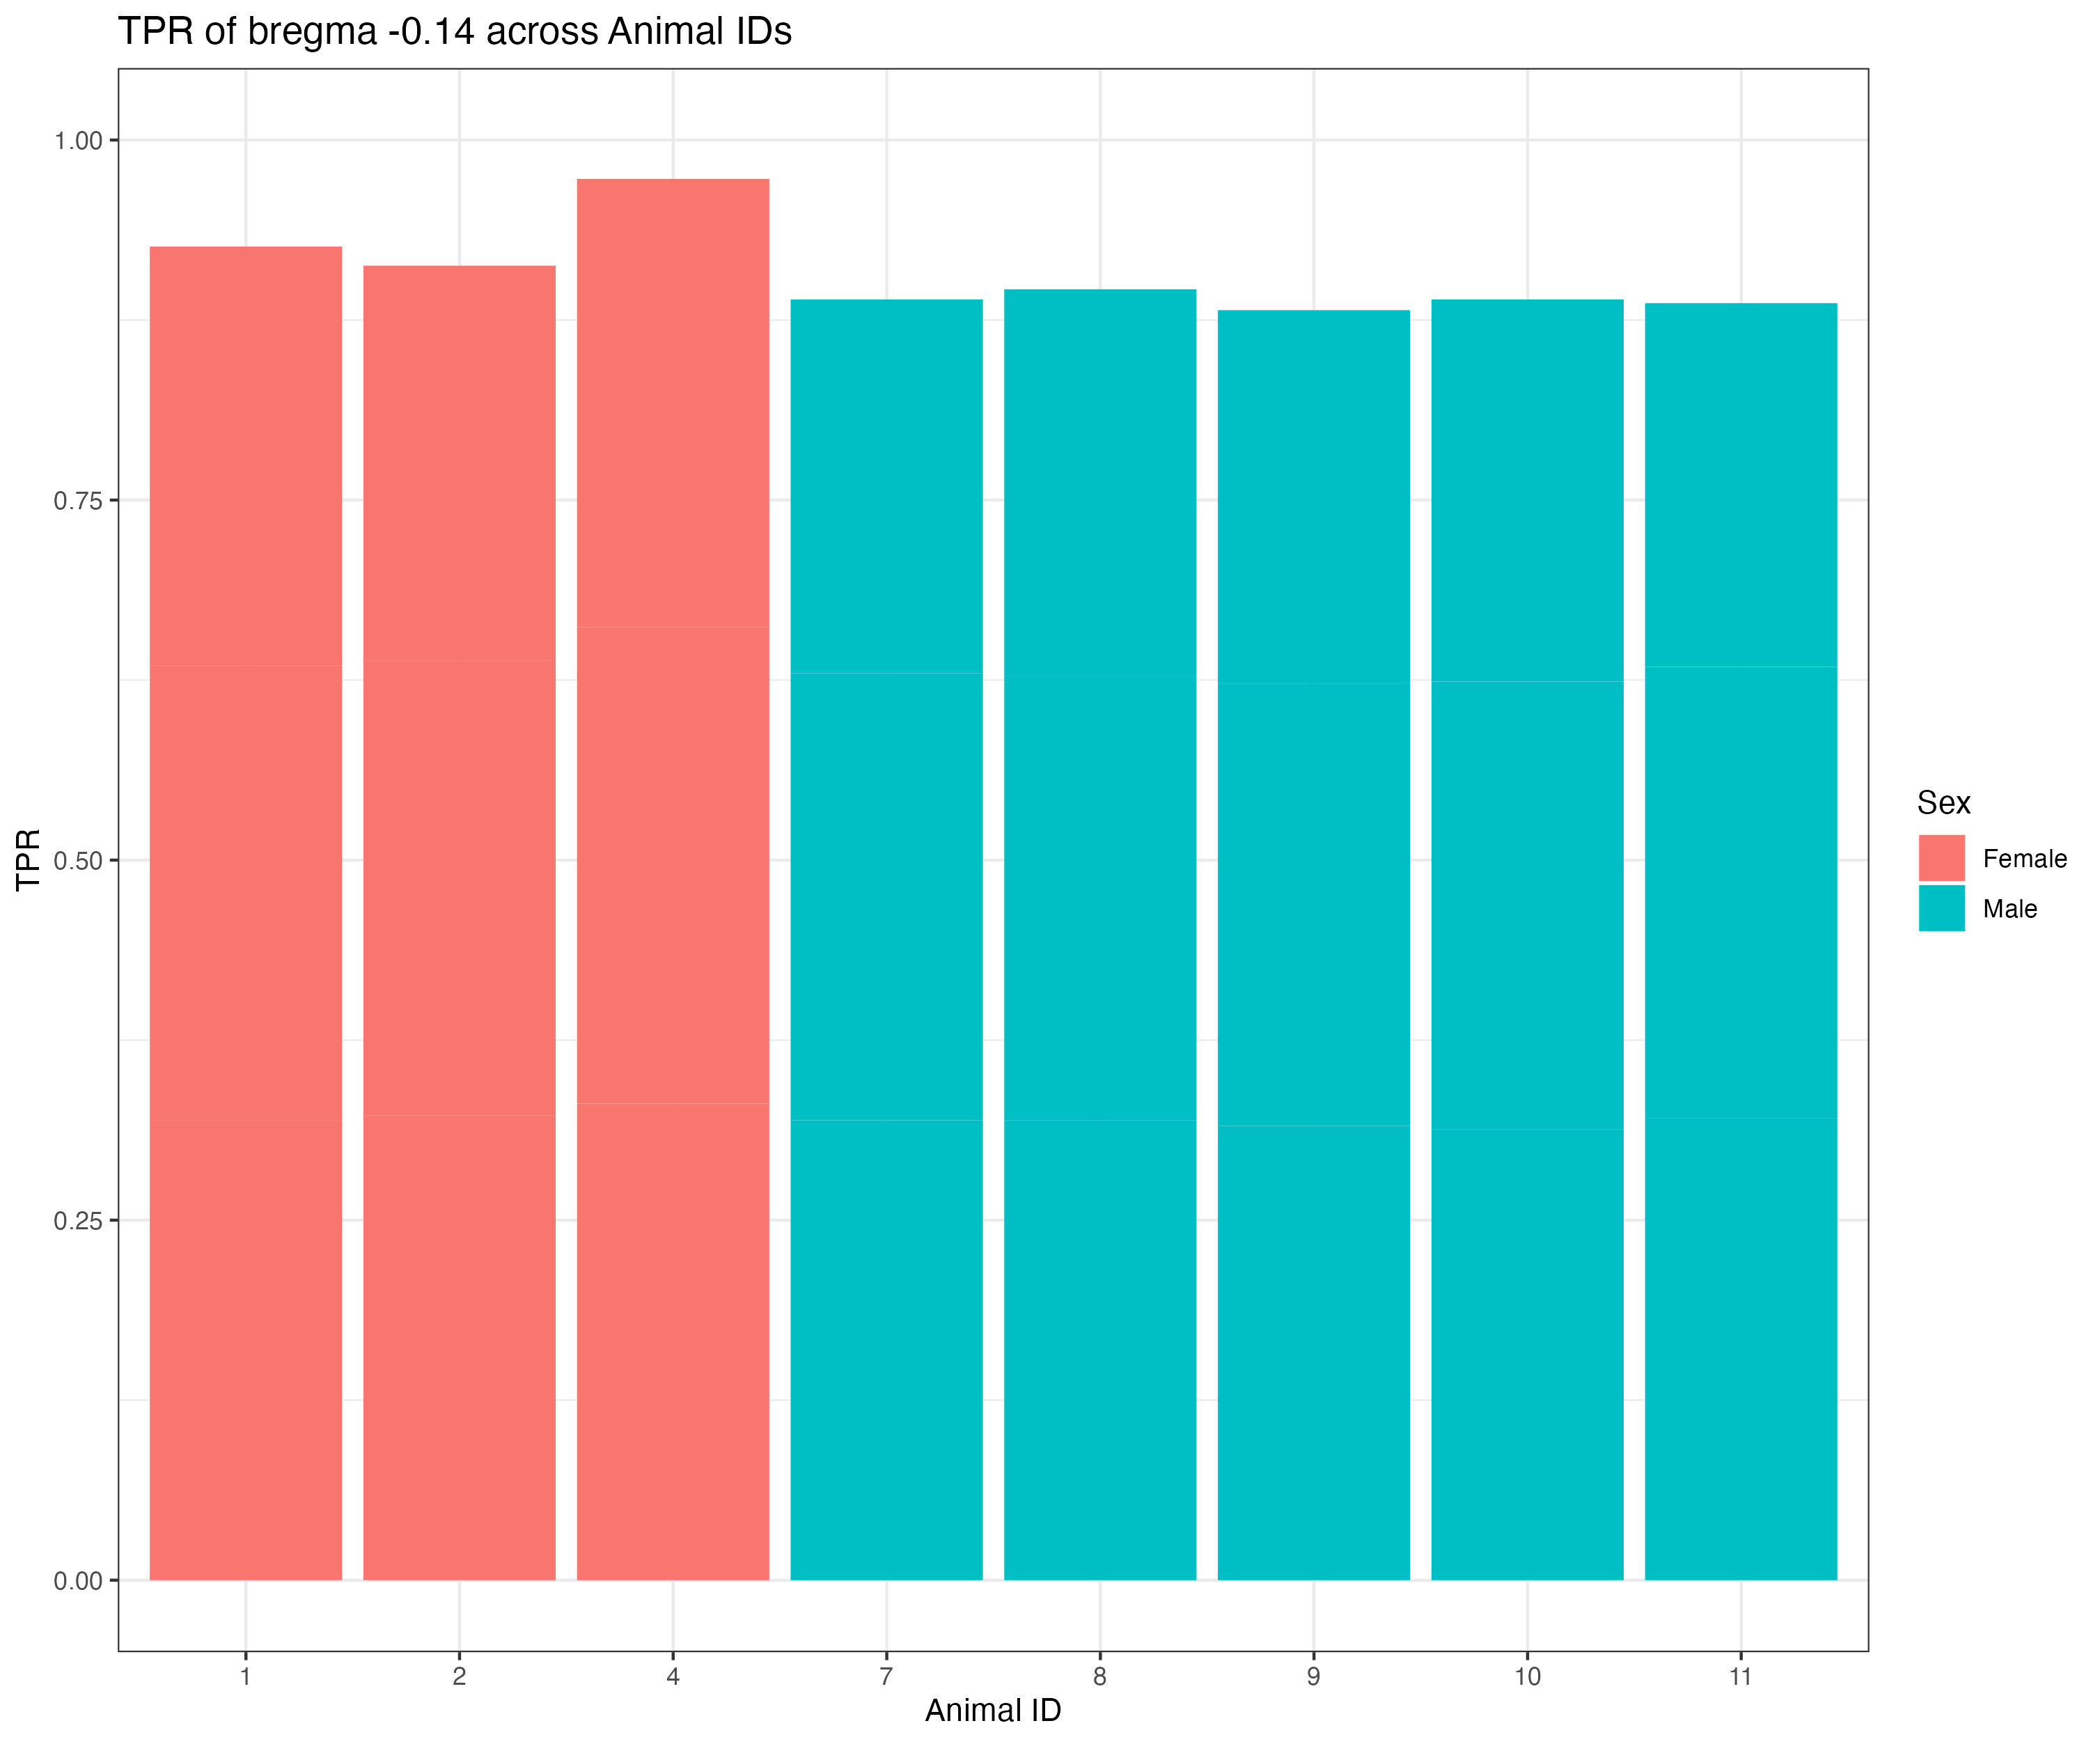 TPR of bregma -0.14 across Animal IDs
1.00
0.75
0.50
0.25
0.00
TPR
1 2 4 7 8 9 10 11
Animal ID
Sex
Female
Male